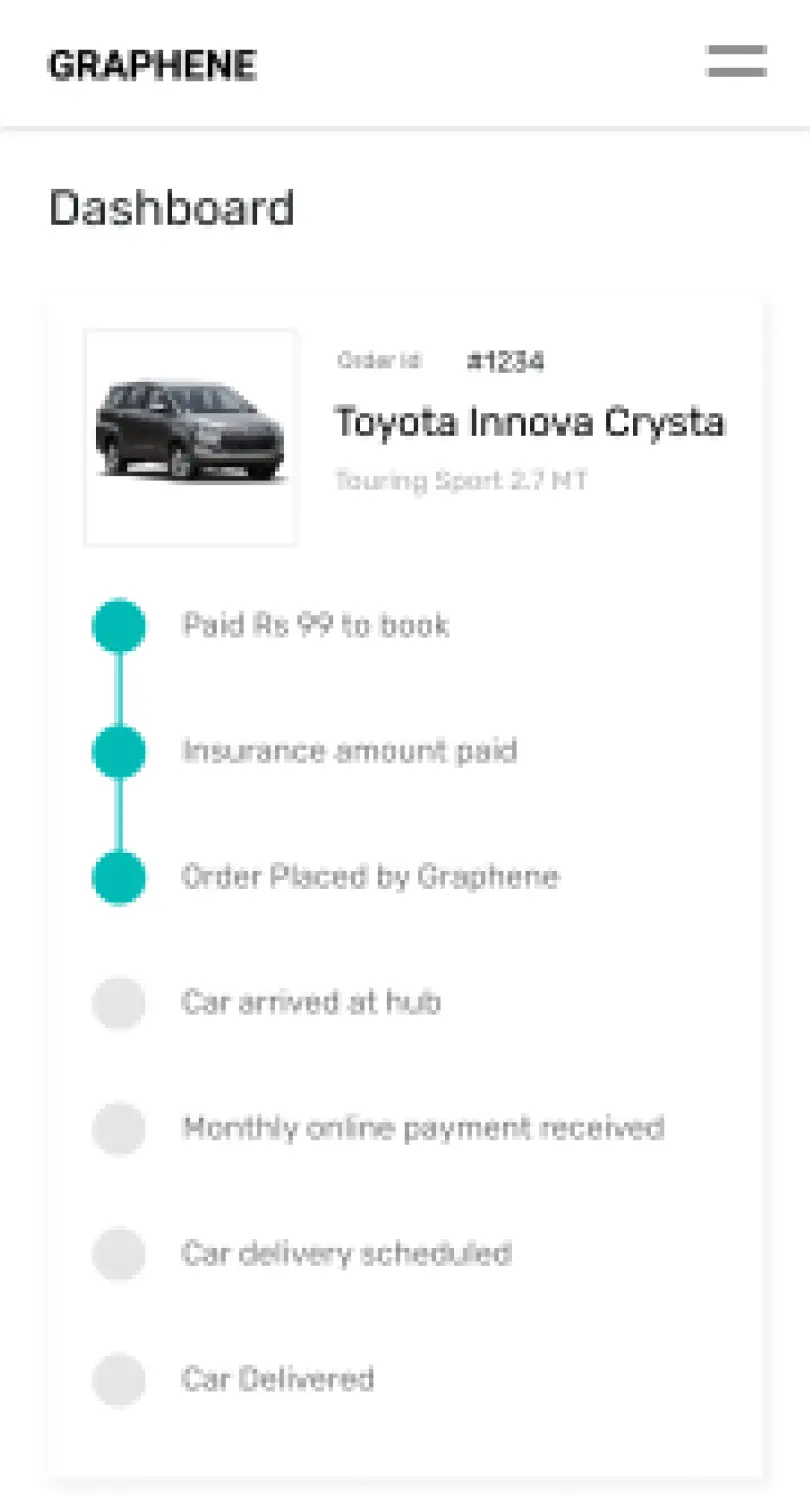 GRAPHENE
Dashboard
Order Id #1234
Toyota Innova Crysta
Touring Sport 2.7 MT
Paid Rs 99 to book
Insurance amount paid
Order Placed by Graphene
Car arrived at hub
Monthly online payment received
Car delivery scheduled
Car Delivered